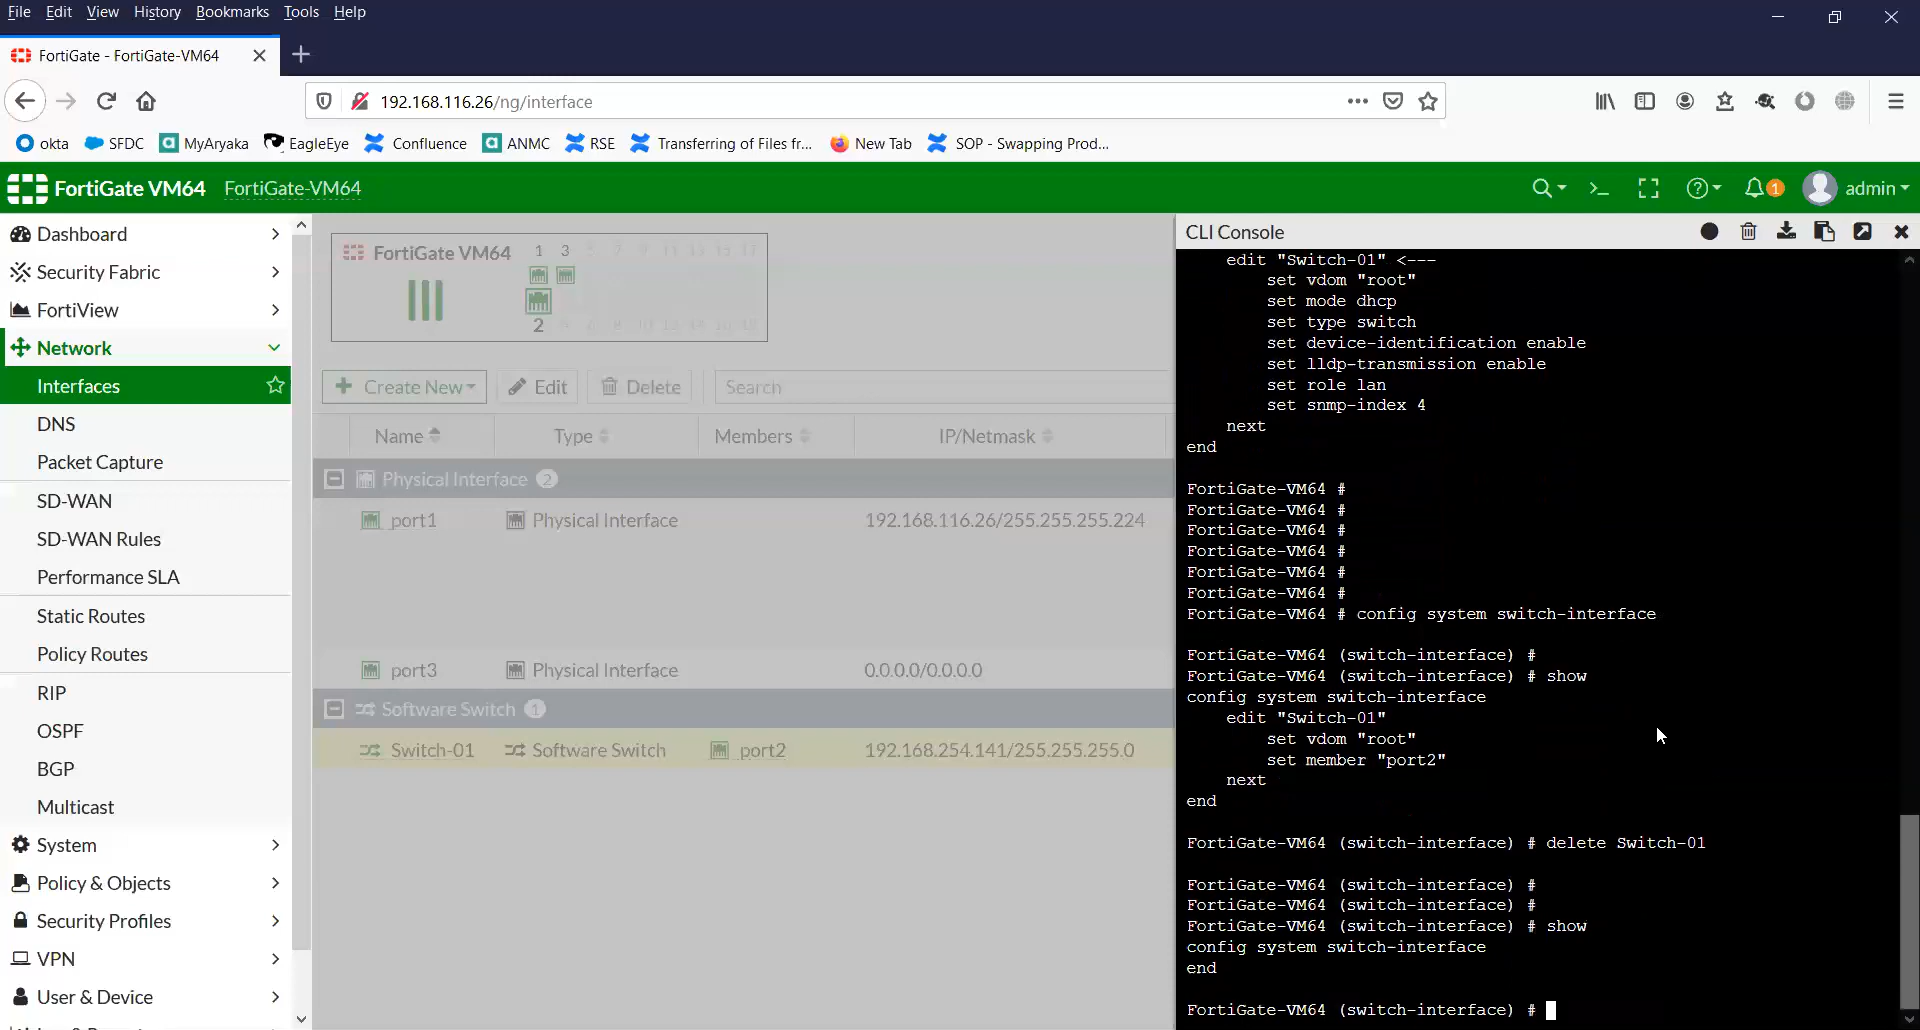 File Edit View History Bookmarks Tools Help
FortiGate - FortiGate-VM64
192.168.116.26/ng/interface
okta SFDC MyAryaka EagleEye Confluence ANMC RSE Transferring of Files fr... New Tab SOP - Swapping Prod...
FortiGate VM64 FortiGate-VM64 1 admin
Dashboard
Security Fabric
FortiView
Network
Interfaces
DNS
Packet Capture
SD-WAN
SD-WAN Rules
Performance SLA
Static Routes
Policy Routes
RIP
OSPF
BGP
Multicast
System
Policy & Objects
Security Profiles
VPN
User & Device
FortiGate VM64 1 3 5 7 9 11 13 15 17
2
Create New Edit Delete Search
Name Type Members IP/Netmask
Physical Interface 2
port1 Physical Interface 192.168.116.26/255.255.255.224
port3 Physical Interface 0.0.0.0/0.0.0.0
Software Switch 1
Switch-01 Software Switch port2 192.168.254.141/255.255.255.0
CLI Console
edit "Switch-01" <---
set vdom "root"
set mode dhcp
set type switch
set device-identification enable
set lldp-transmission enable
set role lan
set snmp-index 4
next
end
FortiGate-VM64 #
FortiGate-VM64 #
FortiGate-VM64 #
FortiGate-VM64 #
FortiGate-VM64 #
FortiGate-VM64 #
FortiGate-VM64 # config system switch-interface
FortiGate-VM64 (switch-interface) #
FortiGate-VM64 (switch-interface) # show
config system switch-interface
edit "Switch-01"
set vdom "root"
set member "port2"
next
end
FortiGate-VM64 (switch-interface) # delete Switch-01
FortiGate-VM64 (switch-interface) #
FortiGate-VM64 (switch-interface) #
FortiGate-VM64 (switch-interface) # show
config system switch-interface
end
FortiGate-VM64 (switch-interface) #